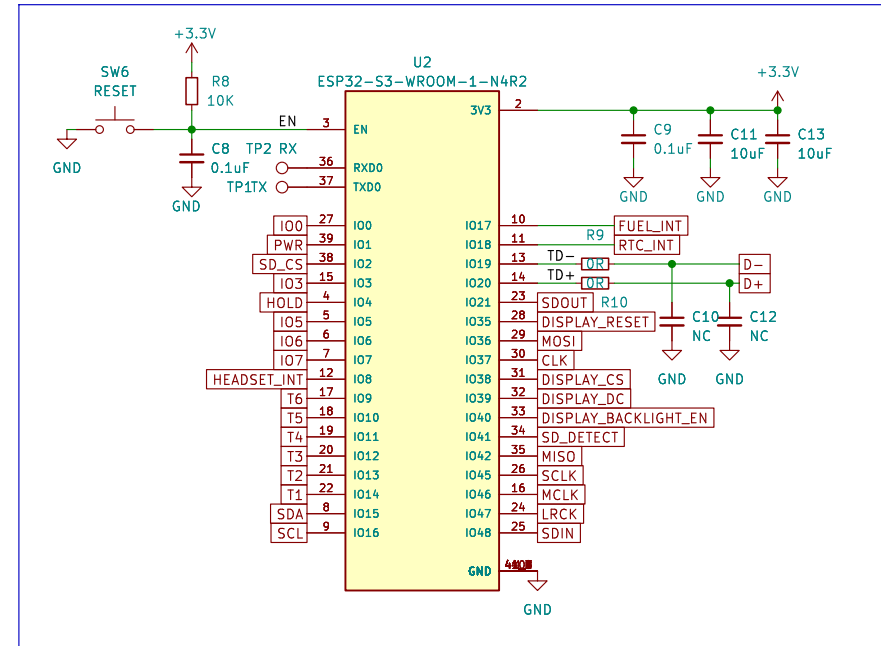 +3.3V
SW6
RESET
R8
10K
GND
EN
C8
0.1uF
GND
TP2 RX
TP1TX
U2
ESP32-S3-WROOM-1-N4R2
3 EN
36 RXD0
37 TXD0
IO0 27 IO0
PWR 39 IO1
SD_CS 38 IO2
IO3 15 IO3
HOLD 4 IO4
IO5 5 IO5
IO6 6 IO6
IO7 7 IO7
HEADSET_INT 12 IO8
T6 17 IO9
T5 18 IO10
T4 19 IO11
T3 20 IO12
T2 21 IO13
T1 22 IO14
SDA 8 IO15
SCL 9 IO16
3V3 2
IO17 10 FUEL_INT
IO18 11 RTC_INT
IO19 13 TD- R9 0R D-
IO20 14 TD+ 0R D+
IO21 23 SDOUT R10
IO35 28 DISPLAY_RESET
IO36 29 MOSI
IO37 30 CLK
IO38 31 DISPLAY_CS
IO39 32 DISPLAY_DC
IO40 33 DISPLAY_BACKLIGHT_EN
IO41 34 SD_DETECT
IO42 35 MISO
IO45 26 SCLK
IO46 16 MCLK
IO47 24 LRCK
IO48 25 SDIN
GND
GND
+3.3V
C9
0.1uF
GND
C11
10uF
GND
C13
10uF
GND
C10
NC
GND
C12
NC
GND